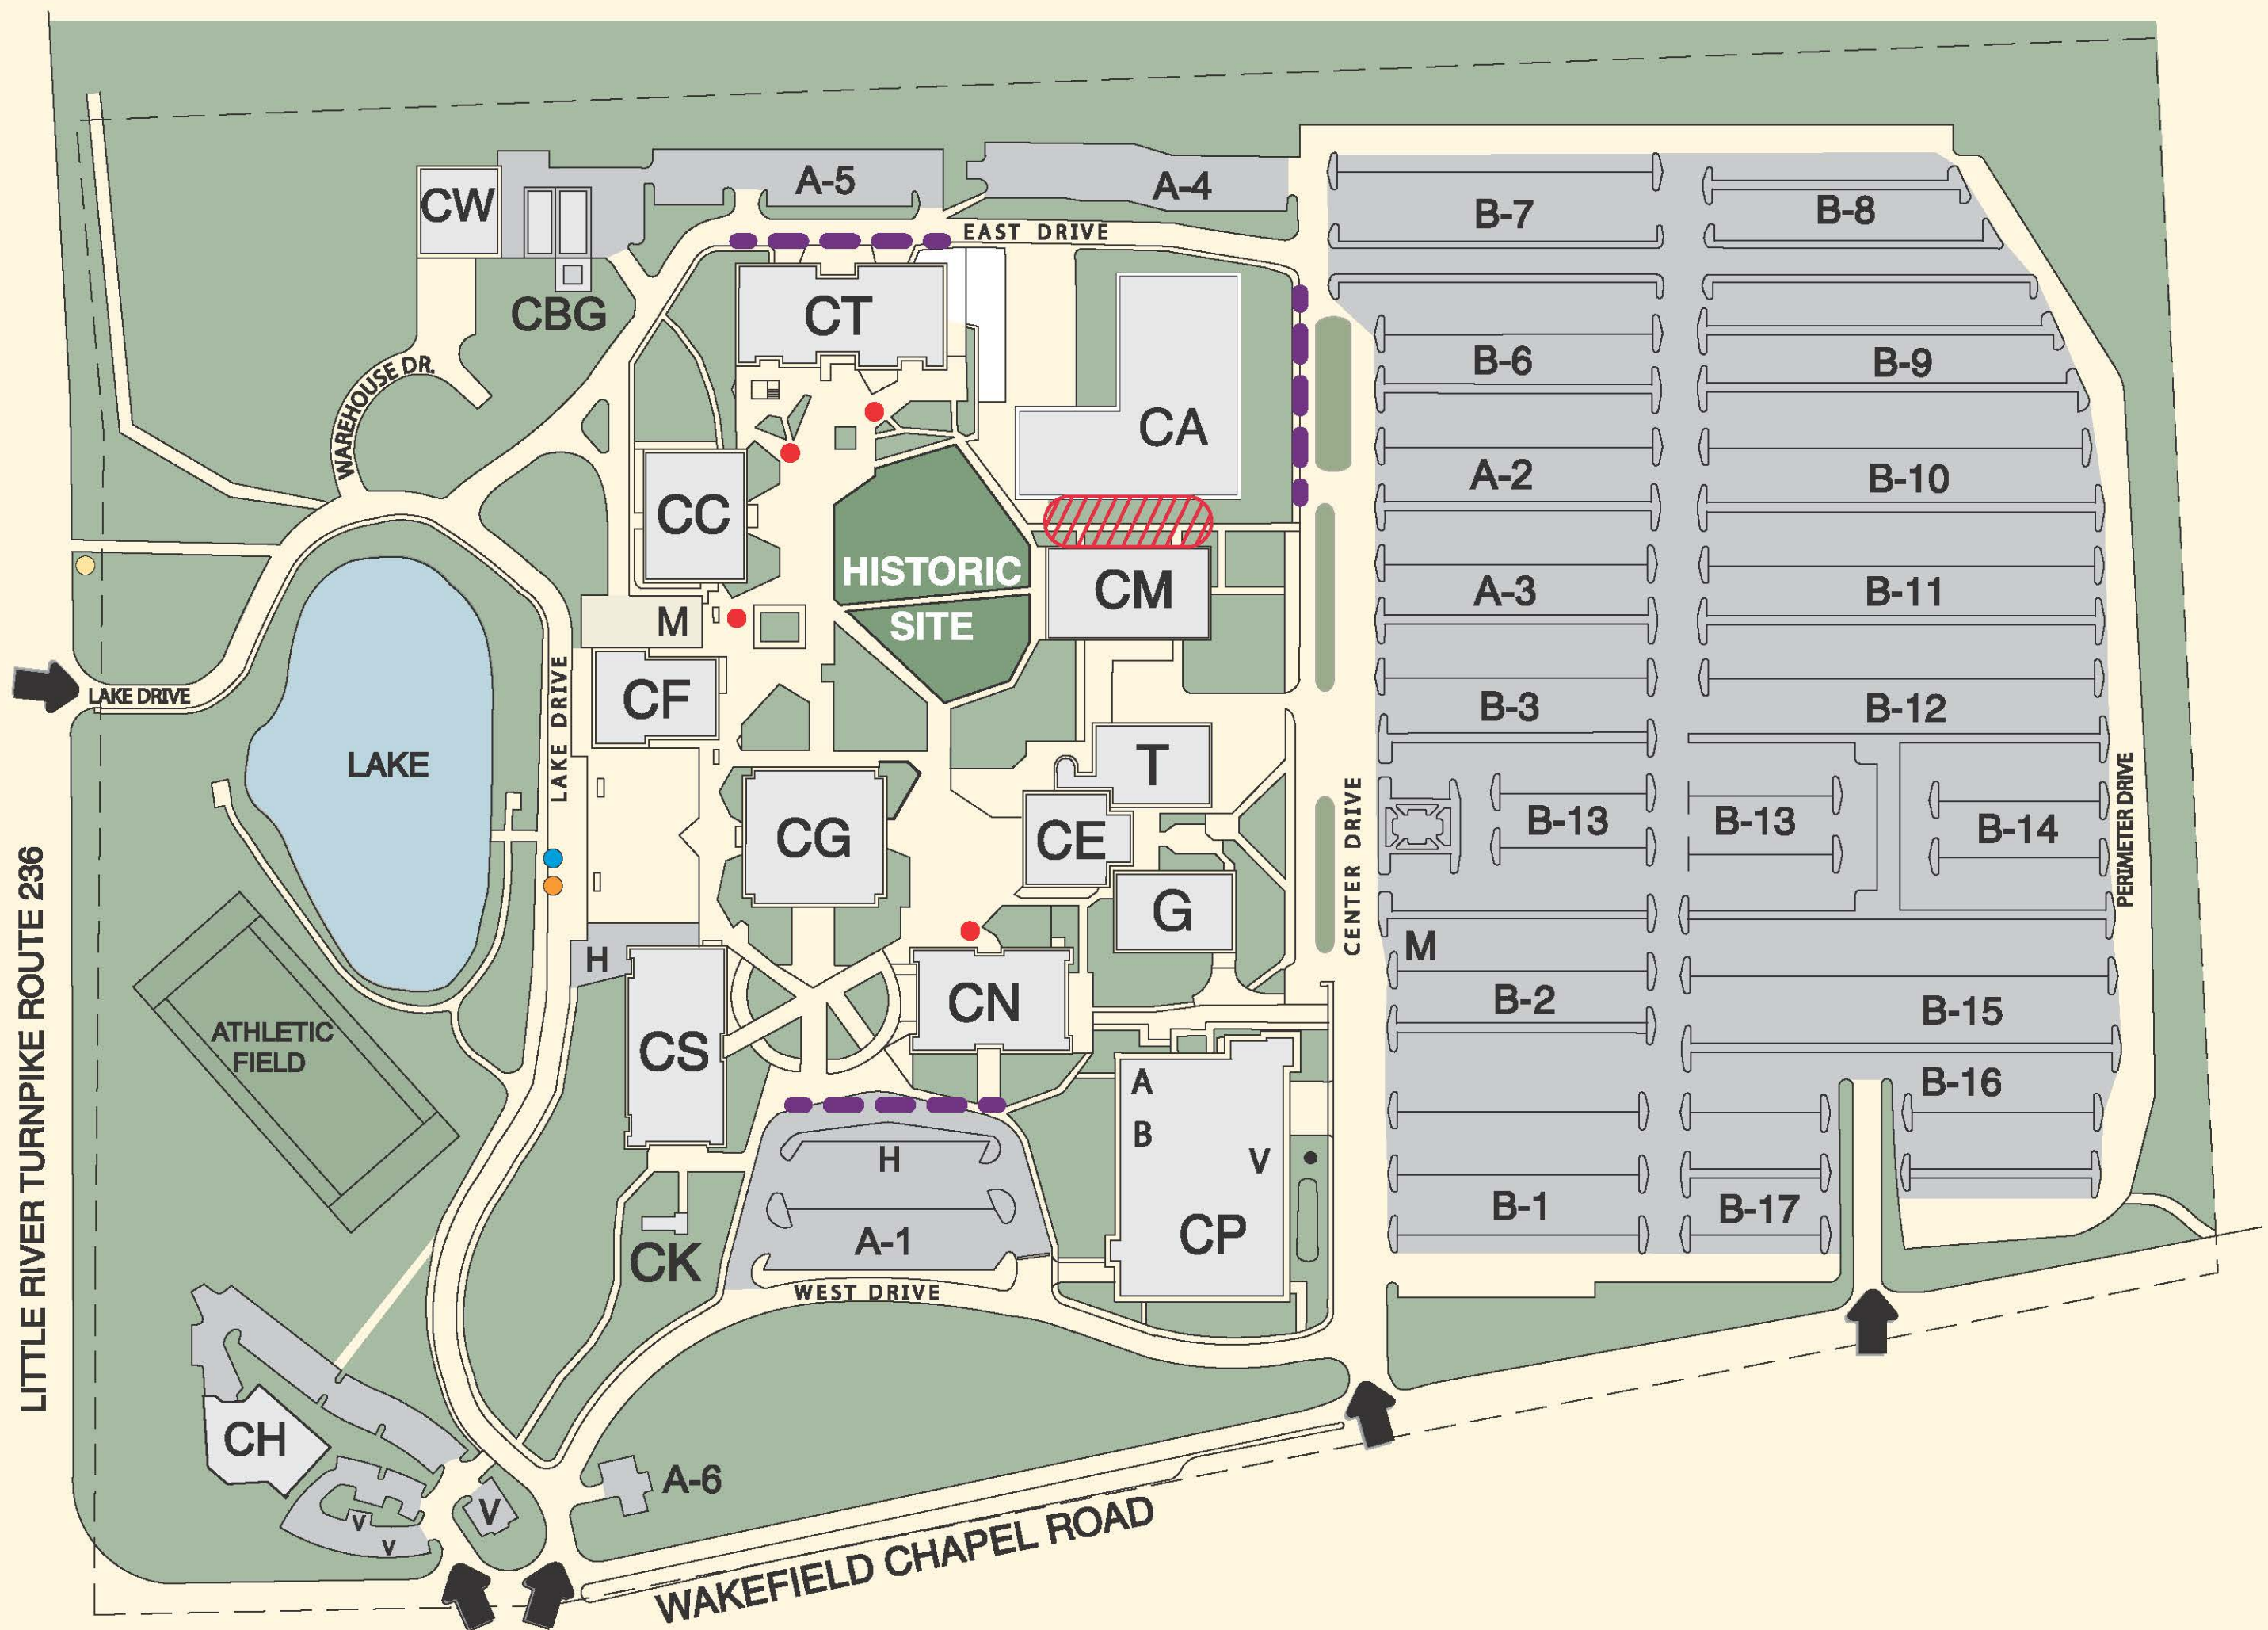 A-5
A-4
CW
B-7
B-8
EAST DRIVE
CBG
CT
WAREHOUSE DR.
B-6
B-9
CA
A-2
B-10
CC
HISTORIC
SITE
CM
A-3
B-11
M
LAKE DRIVE
CF
LAKE DRIVE
B-3
B-12
LAKE
T
CG
CE
CENTER DRIVE
B-13
B-13
B-14
PERIMETER DRIVE
LITTLE RIVER TURNPIKE ROUTE 236
G
H
M
CN
B-2
B-15
ATHLETIC
FIELD
CS
A
B
B-16
H
V
B-1
B-17
A-1
CP
CK
WEST DRIVE
CH
A-6
V
V
V
WAKEFIELD CHAPEL ROAD